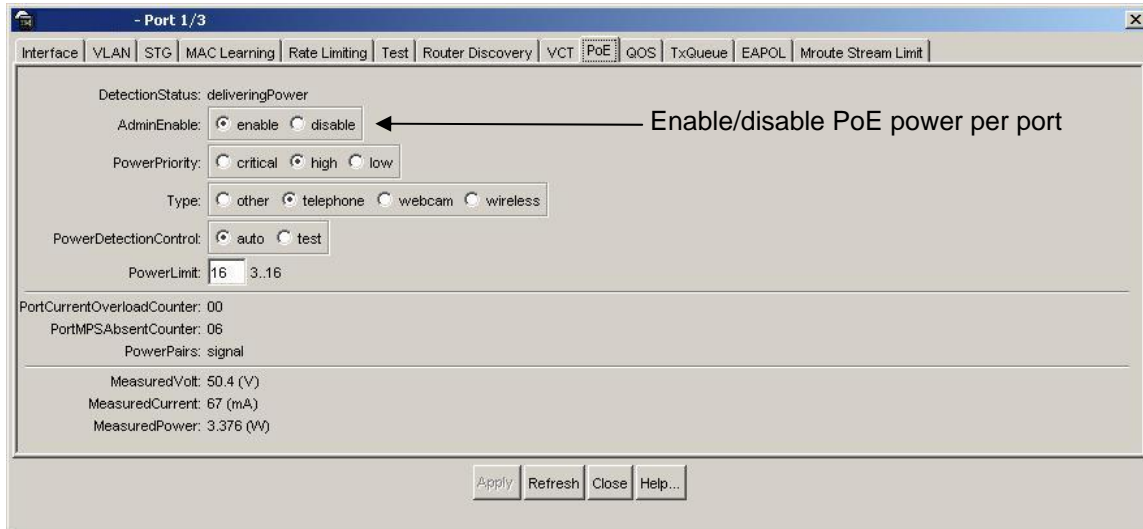 - Port 1/3
Interface VLAN STG MAC Learning Rate Limiting Test Router Discovery VCT PoE QOS TxQueue EAPOL Mroute Stream Limit
DetectionStatus: deliveringPower
AdminEnable: enable disable
Enable/disable PoE power per port
PowerPriority: critical high low
Type: other telephone webcam wireless
PowerDetectionControl: auto test
PowerLimit: 16 3..16
PortCurrentOverloadCounter: 00
PortMPSAbsentCounter: 06
PowerPairs: signal
MeasuredVolt: 50.4 (V)
MeasuredCurrent: 67 (mA)
MeasuredPower: 3.376 (W)
Apply Refresh Close Help...